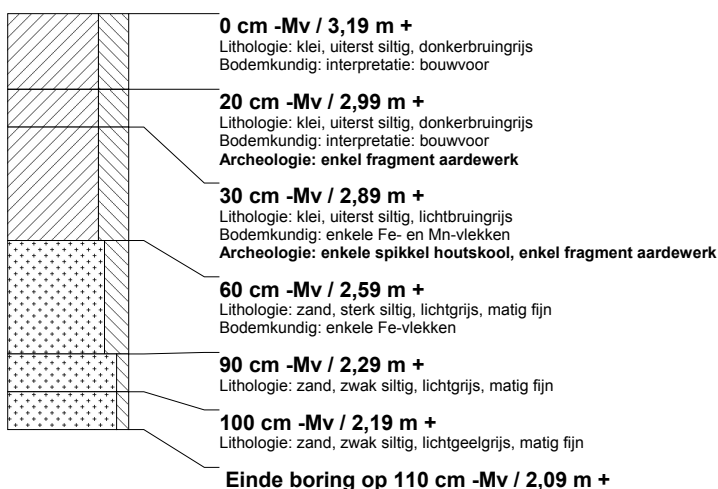 0 cm -Mv / 3,19 m +
Lithologie: klei, uiterst siltig, donkerbruingrijs
Bodemkundig: interpretatie: bouwvoor
20 cm -Mv / 2,99 m +
Lithologie: klei, uiterst siltig, donkerbruingrijs
Bodemkundig: interpretatie: bouwvoor
Archeologie: enkel fragment aardewerk
30 cm -Mv / 2,89 m +
Lithologie: klei, uiterst siltig, lichtbruingrijs
Bodemkundig: enkele Fe- en Mn-vlekken
Archeologie: enkele spikkel houtskool, enkel fragment aardewerk
60 cm -Mv / 2,59 m +
Lithologie: zand, sterk siltig, lichtgrijs, matig fijn
Bodemkundig: enkele Fe-vlekken
90 cm -Mv / 2,29 m +
Lithologie: zand, zwak siltig, lichtgrijs, matig fijn
100 cm -Mv / 2,19 m +
Lithologie: zand, zwak siltig, lichtgeelgrijs, matig fijn
Einde boring op 110 cm -Mv / 2,09 m +